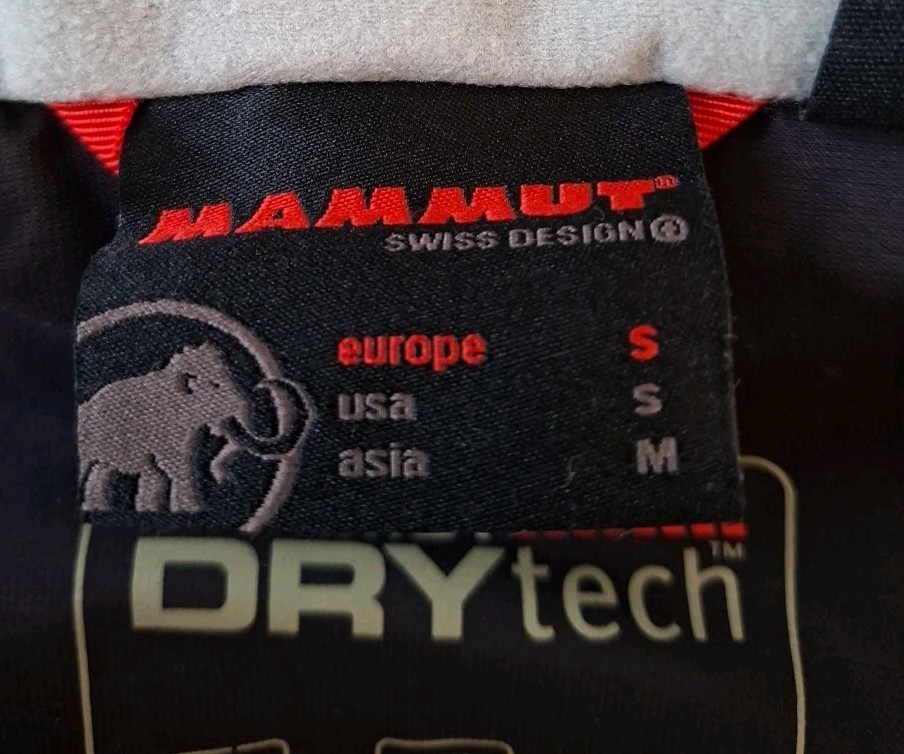 MAMMUT®
SWISS DESIGN
europe S
usa S
asia M
DRYtech™